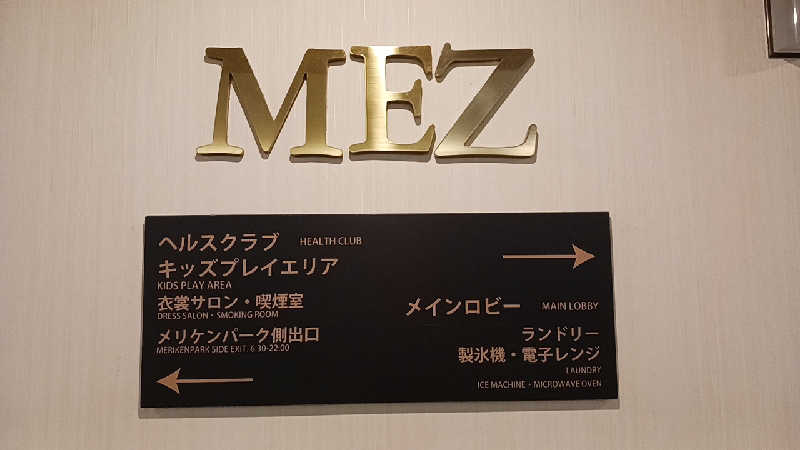 MEZ
ヘルスクラブ HEALTH CLUB
キッズプレイエリア
KIDS PLAY AREA
衣裳サロン・喫煙室
DRESS SALON・SMOKING ROOM
メリケンパーク側出口
MERIKENPARK SIDE EXIT. 6:30-22:00
メインロビー MAIN LOBBY
ランドリー
製氷機・電子レンジ
LAUNDRY
ICE MACHINE・MICROWAVE OVEN